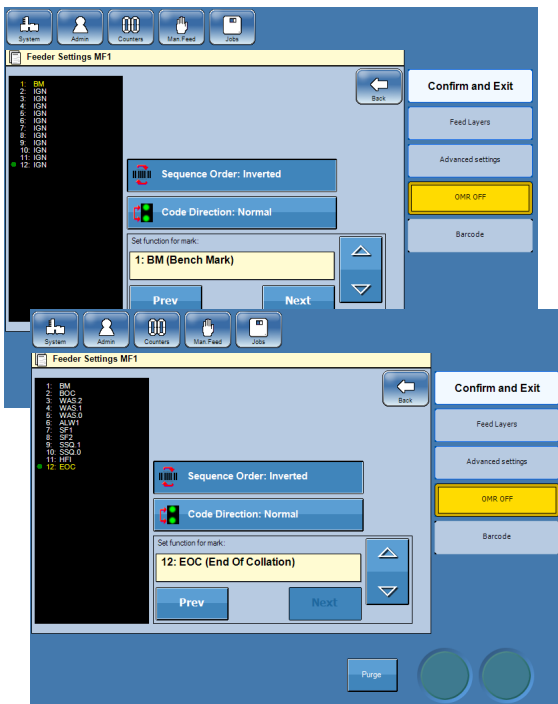 System Admin Counters Man.Feed Jobs
Feeder Settings MF1
1: BM
2: IGN
3: IGN
4: IGN
5: IGN
6: IGN
7: IGN
8: IGN
9: IGN
10: IGN
11: IGN
12: IGN
Back
Sequence Order: Inverted
Code Direction: Normal
Set function for mark:
1: BM (Bench Mark)
Prev Next
Confirm and Exit
Feed Layers
Advanced settings
OMR OFF
Barcode
System Admin Counters Man.Feed Jobs
Feeder Settings MF1
1: BM
2: BOC
3: WAS.2
4: WAS.1
5: WAS.0
6: ALW1
7: SF1
8: SF2
9: SSQ.1
10: SSQ.0
11: HFI
12: EOC
Back
Sequence Order: Inverted
Code Direction: Normal
Set function for mark:
12: EOC (End Of Collation)
Prev Next
Confirm and Exit
Feed Layers
Advanced settings
OMR OFF
Barcode
Purge